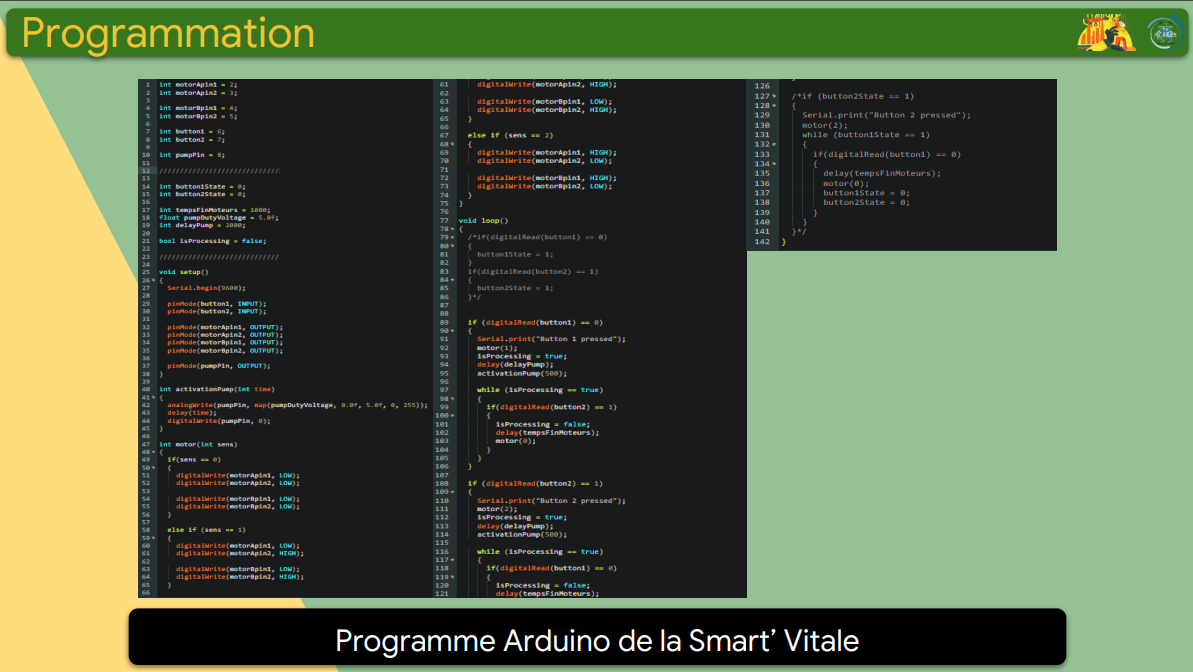 Programmation
1 int motorApin1 = 2;
2 int motorApin2 = 3;
3
4 int motorBpin1 = 4;
5 int motorBpin2 = 5;
6
7 int button1 = 6;
8 int button2 = 7;
9
10 int pumpPin = 8;
11
12 /////////////////////////////
13
14 int button1State = 0;
15 int button2State = 0;
16
17 int tempsFinMoteurs = 1000;
18 float pumpDutyVoltage = 5.0f;
19 int delayPump = 2000;
20
21 bool isProcessing = false;
22
23 /////////////////////////////
24
25 void setup()
26 {
27 Serial.begin(9600);
28
29 pinMode(button1, INPUT);
30 pinMode(button2, INPUT);
31
32 pinMode(motorApin1, OUTPUT);
33 pinMode(motorApin2, OUTPUT);
34 pinMode(motorBpin1, OUTPUT);
35 pinMode(motorBpin2, OUTPUT);
36
37 pinMode(pumpPin, OUTPUT);
38 }
39
40 int activationPump(int time)
41 {
42 analogWrite(pumpPin, map(pumpDutyVoltage, 0.0f, 5.0f, 0, 255));
43 delay(time);
44 digitalWrite(pumpPin, 0);
45 }
46
47 int motor(int sens)
48 {
49 if(sens == 0)
50 {
51 digitalWrite(motorApin1, LOW);
52 digitalWrite(motorApin2, LOW);
53
54 digitalWrite(motorBpin1, LOW);
55 digitalWrite(motorBpin2, LOW);
56 }
57
58 else if (sens == 1)
59 {
60 digitalWrite(motorApin1, LOW);
61 digitalWrite(motorApin2, HIGH);
62
63 digitalWrite(motorBpin1, LOW);
64 digitalWrite(motorBpin2, HIGH);
65 }
66
61 digitalWrite(motorApin2, HIGH);
62
63 digitalWrite(motorBpin1, LOW);
64 digitalWrite(motorBpin2, HIGH);
65 }
66
67 else if (sens == 2)
68 {
69 digitalWrite(motorApin1, HIGH);
70 digitalWrite(motorApin2, LOW);
71
72 digitalWrite(motorBpin1, HIGH);
73 digitalWrite(motorBpin2, LOW);
74 }
75 }
76
77 void loop()
78 {
79 /*if(digitalRead(button1) == 0)
80 {
81 button1State = 1;
82 }
83 if(digitalRead(button2) == 1)
84 {
85 button2State = 1;
86 }*/
87
88
89 if (digitalRead(button1) == 0)
90 {
91 Serial.print("Button 1 pressed");
92 motor(1);
93 isProcessing = true;
94 delay(delayPump);
95 activationPump(500);
96
97 while (isProcessing == true)
98 {
99 if(digitalRead(button2) == 1)
100 {
101 isProcessing = false;
102 delay(tempsFinMoteurs);
103 motor(0);
104 }
105 }
106 }
107
108 if (digitalRead(button2) == 1)
109 {
110 Serial.print("Button 2 pressed");
111 motor(2);
112 isProcessing = true;
113 delay(delayPump);
114 activationPump(500);
115
116 while (isProcessing == true)
117 {
118 if(digitalRead(button1) == 0)
119 {
120 isProcessing = false;
121 delay(tempsFinMoteurs);
126
127 /*if (button2State == 1)
128 {
129 Serial.print("Button 2 pressed");
130 motor(2);
131 while (button1State == 1)
132 {
133 if(digitalRead(button1) == 0)
134 {
135 delay(tempsFinMoteurs);
136 motor(0);
137 button1State = 0;
138 button2State = 0;
139 }
140 }
141 }*/
142 }
Programme Arduino de la Smart’ Vitale